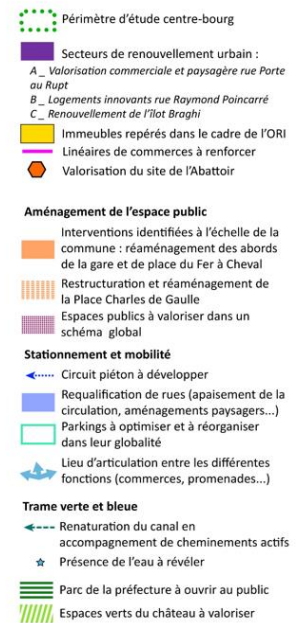 Périmètre d'étude centre-bourg
Secteurs de renouvellement urbain :
A _ Valorisation commerciale et paysagère rue Porte
au Rupt
B _ Logements innovants rue Raymond Poincarré
C _ Renouvellement de l'îlot Braghi
Immeubles repérés dans le cadre de l'ORI
Linéaires de commerces à renforcer
Valorisation du site de l'Abattoir
Aménagement de l'espace public
Interventions identifiées à l'échelle de la
commune : réaménagement des abords
de la gare et de place du Fer à Cheval
Restructuration et réaménagement de
la Place Charles de Gaulle
Espaces publics à valoriser dans un
schéma global
Stationnement et mobilité
Circuit piéton à développer
Requalification de rues (apaisement de la
circulation, aménagements paysagers...)
Parkings à optimiser et à réorganiser
dans leur globalité
Lieu d'articulation entre les différentes
fonctions (commerces, promenades...)
Trame verte et bleue
Renaturation du canal en
accompagnement de cheminements actifs
Présence de l'eau à révéler
Parc de la préfecture à ouvrir au public
Espaces verts du château à valoriser